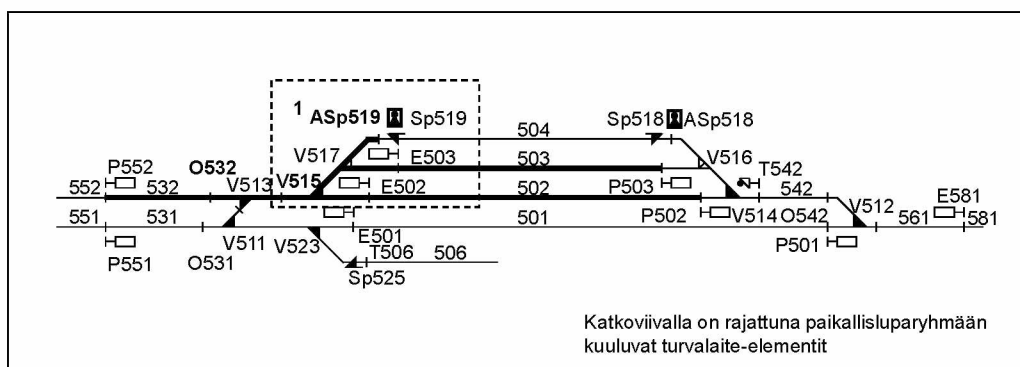 1 ASp519 Sp519 504 Sp518 ASp518
V517 E503 503 V516
P552 O532 V515 E502 P503 T542
552 532 V513 502 2 542 E581
551 531 501 P502 V514 O542 V512 561 581
P551 O531 V511 V523 E501 P501
T506 506
Sp525
Katkoviivalla on rajattuna paikallisluparyhmään
kuuluvat turvalaite-elementit